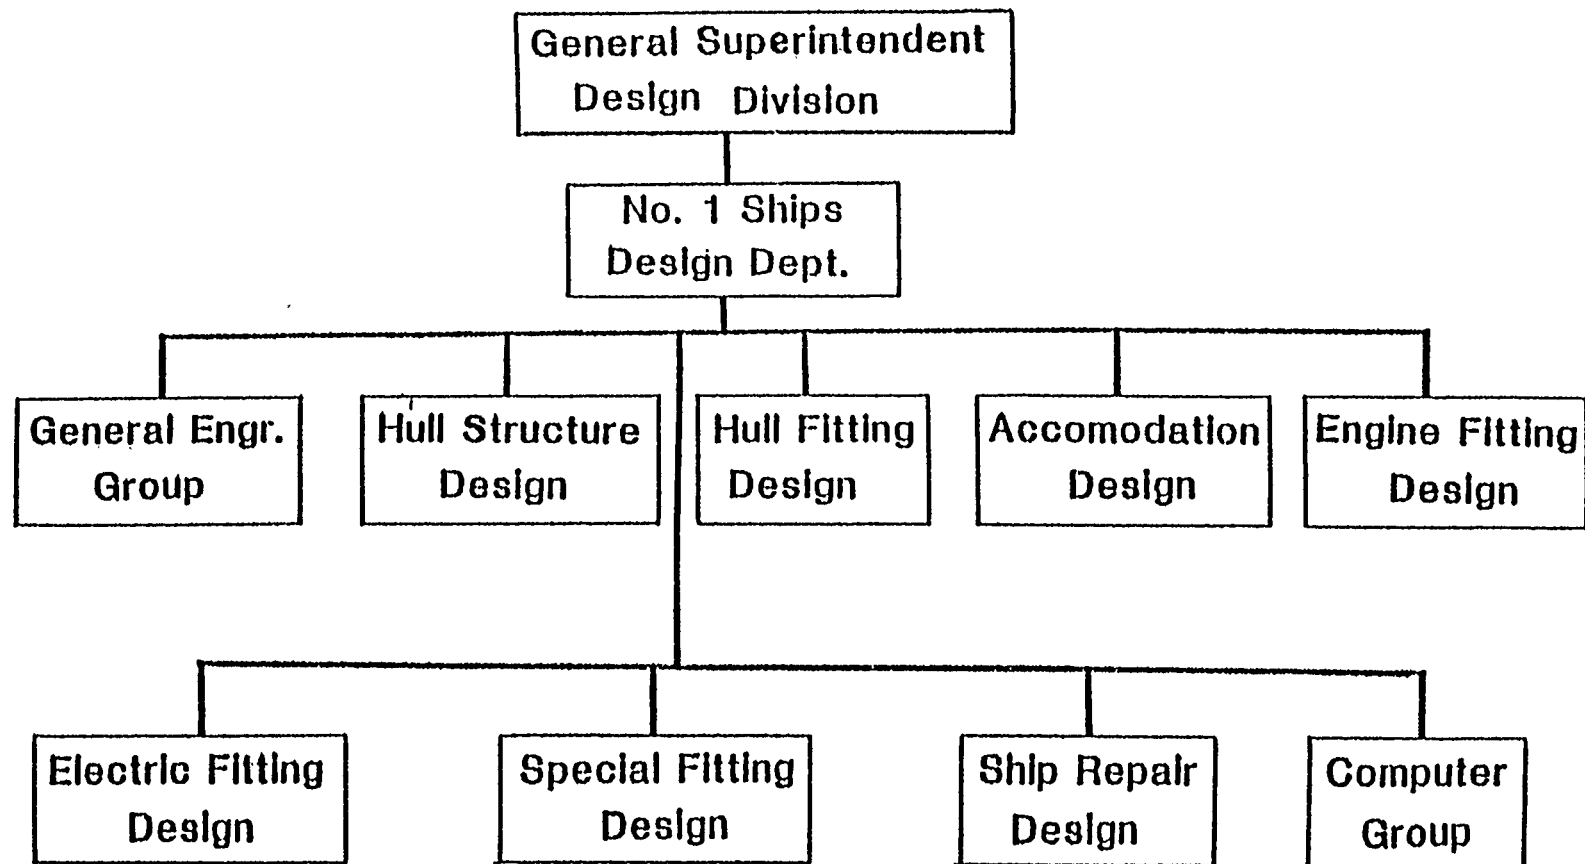 General Superintendent
Design Division
No. 1 Ships
Design Dept.
General Engr.
Group
Hull Structure
Design
Hull Fitting
Design
Accomodation
Design
Engine Fitting
Design
Electric Fitting
Design
Special Fitting
Design
Ship Repair
Design
Computer
Group